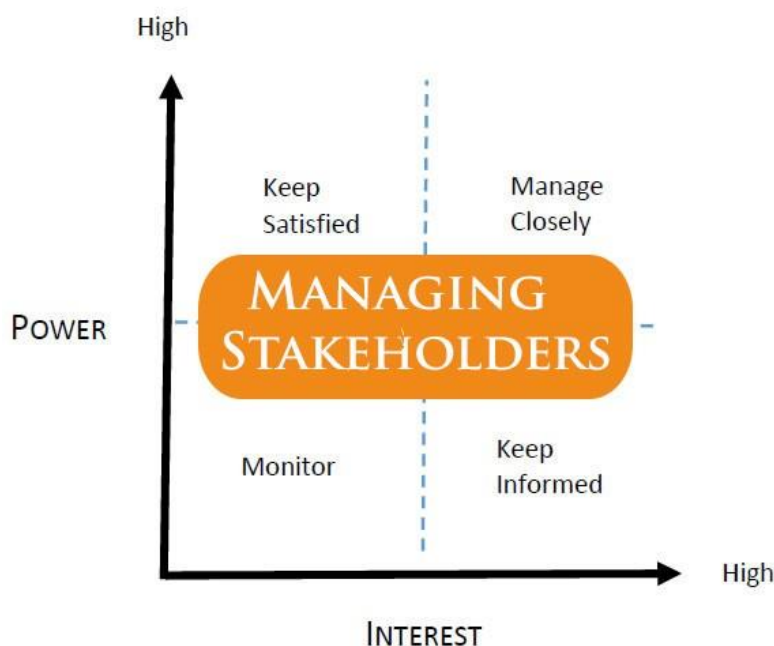 High
Keep
Satisfied
Manage
Closely
MANAGING
STAKEHOLDERS
POWER
Monitor
Keep
Informed
High
INTEREST